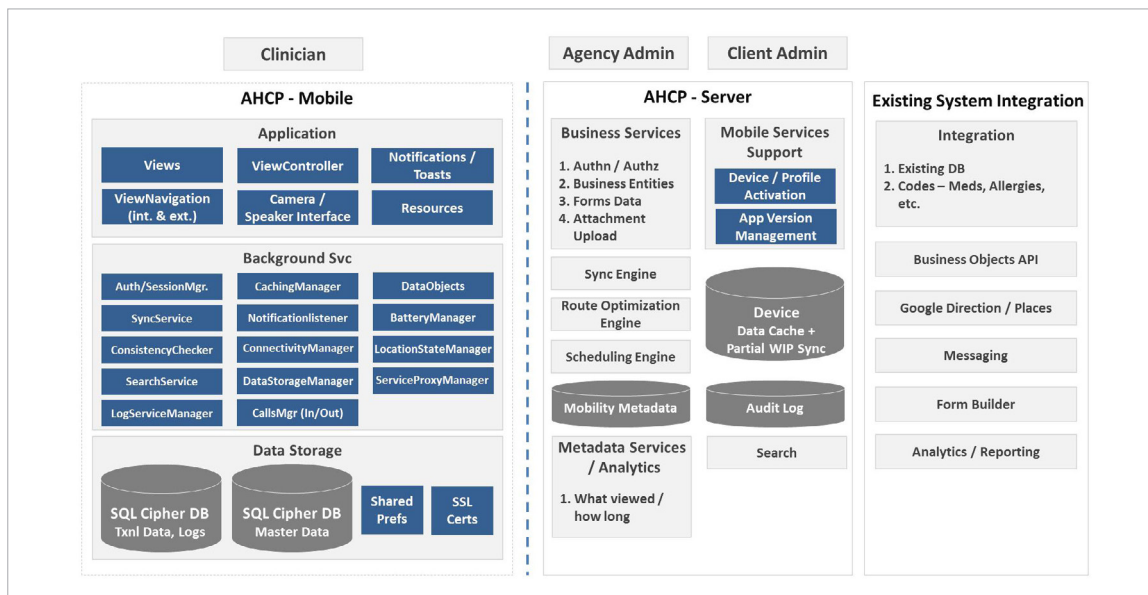 Clinician
Agency Admin
Client Admin
AHCP - Mobile
Application
Views
ViewController
Notifications /
Toasts
ViewNavigation
(int. & ext.)
Camera /
Speaker Interface
Resources
Background Svc
Auth/SessionMgr.
CachingManager
DataObjects
SyncService
Notificationlistener
BatteryManager
ConsistencyChecker
ConnectivityManager
LocationStateManager
SearchService
DataStorageManager
ServiceProxyManager
LogServiceManager
CallsMgr (In/Out)
Data Storage
SQL Cipher DB
Txnl Data, Logs
SQL Cipher DB
Master Data
Shared
Prefs
SSL
Certs
AHCP - Server
Business Services
1. Authn / Authz
2. Business Entities
3. Forms Data
4. Attachment
Upload
Mobile Services
Support
Device / Profile
Activation
App Version
Management
Sync Engine
Route Optimization
Engine
Scheduling Engine
Device
Data Cache +
Partial WIP Sync
Mobility Metadata
Audit Log
Metadata Services
/ Analytics
1. What viewed /
how long
Search
Existing System Integration
Integration
1. Existing DB
2. Codes – Meds, Allergies,
etc.
Business Objects API
Google Direction / Places
Messaging
Form Builder
Analytics / Reporting